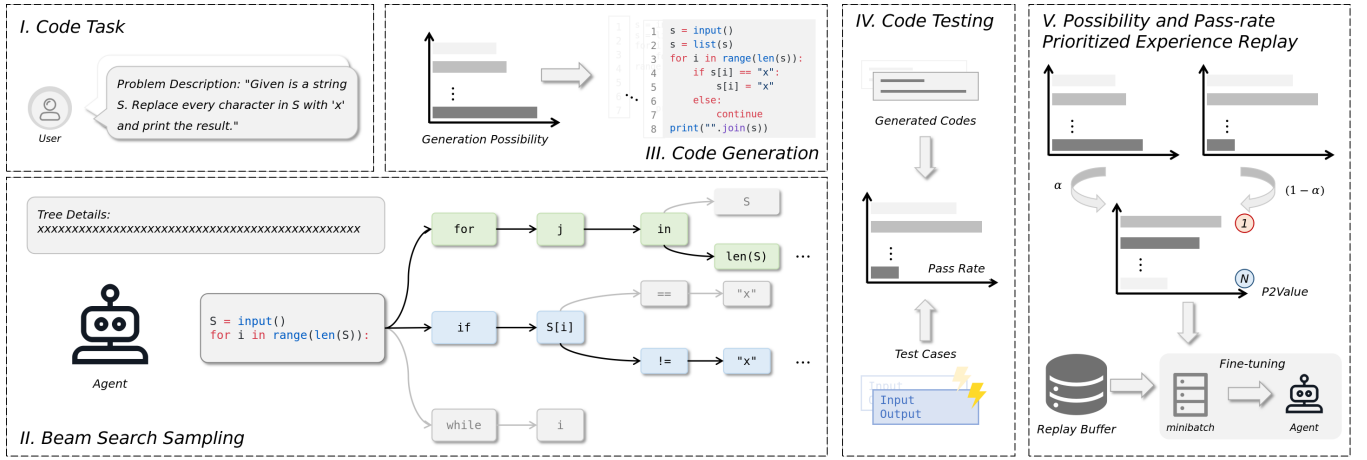 I. Code Task
Problem Description: "Given is a string
S. Replace every character in S with 'x'
and print the result."
User
Generation Possibility
1 s = input()
2 s = list(s)
3 for i in range(len(s)):
4 if s[i] == "x":
5 s[i] = "x"
6 else:
7 continue
8 print("".join(s))
III. Code Generation
Tree Details:
xxxxxxxxxxxxxxxxxxxxxxxxxxxxxxxxxxxxxxxxxxxxxxxxx
Agent
S = input()
for i in range(len(S)):
for
j
in
S
len(S)
...
if
S[i]
==
"x"
!=
"x"
...
while
i
II. Beam Search Sampling
IV. Code Testing
Generated Codes
Pass Rate
Test Cases
Input
Input
Output
V. Possibility and Pass-rate
Prioritized Experience Replay
α
(1 − α)
1
N
P2Value
Replay Buffer
Fine-tuning
minibatch
Agent